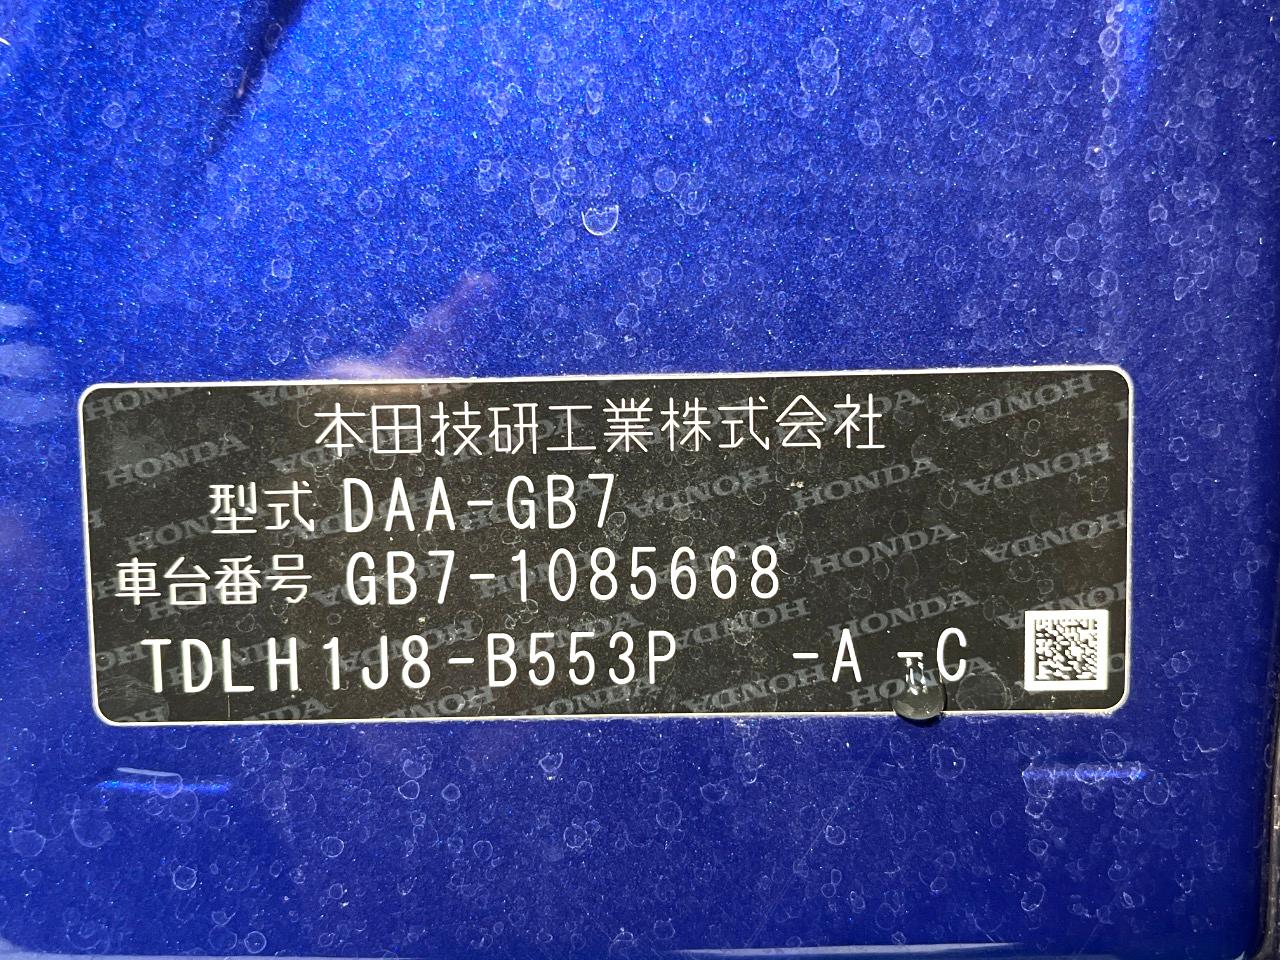 本田技研工業株式会社
型式 DAA-GB7
車台番号 GB7-1085668
TDLH1J8-B553P -A -C